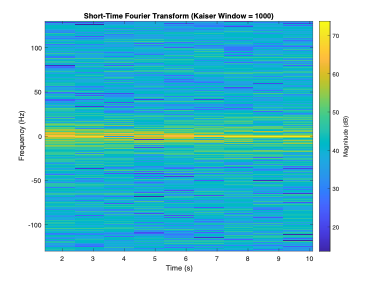 Short-Time Fourier Transform (Kaiser Window = 1000)
100
50
0
-50
-100
Frequency (Hz)
2 3 4 5 6 7 8 9 10
Time (s)
70
60
50
40
30
20
Magnitude (dB)